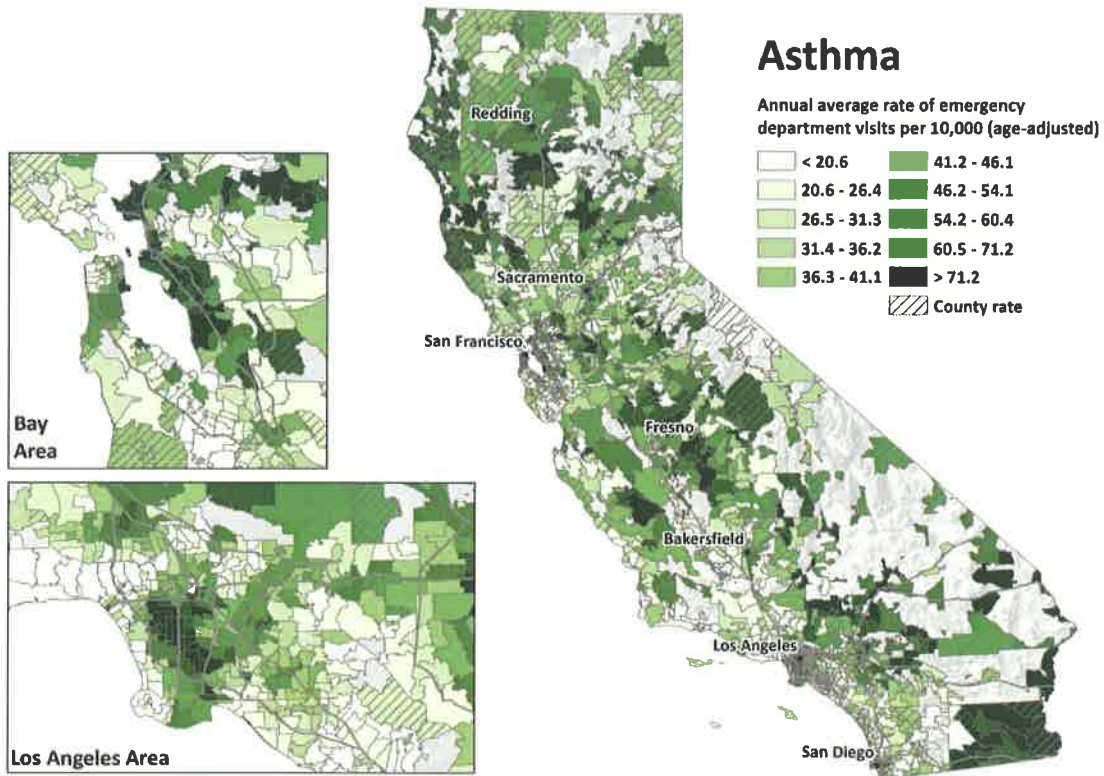 Asthma
Annual average rate of emergency
department visits per 10,000 (age-adjusted)
< 20.6
20.6 - 26.4
26.5 - 31.3
31.4 - 36.2
36.3 - 41.1
41.2 - 46.1
46.2 - 54.1
54.2 - 60.4
60.5 - 71.2
> 71.2
County rate
Redding
Sacramento
San Francisco
Fresno
Bakersfield
Los Angeles
San Diego
Bay
Area
Los Angeles Area